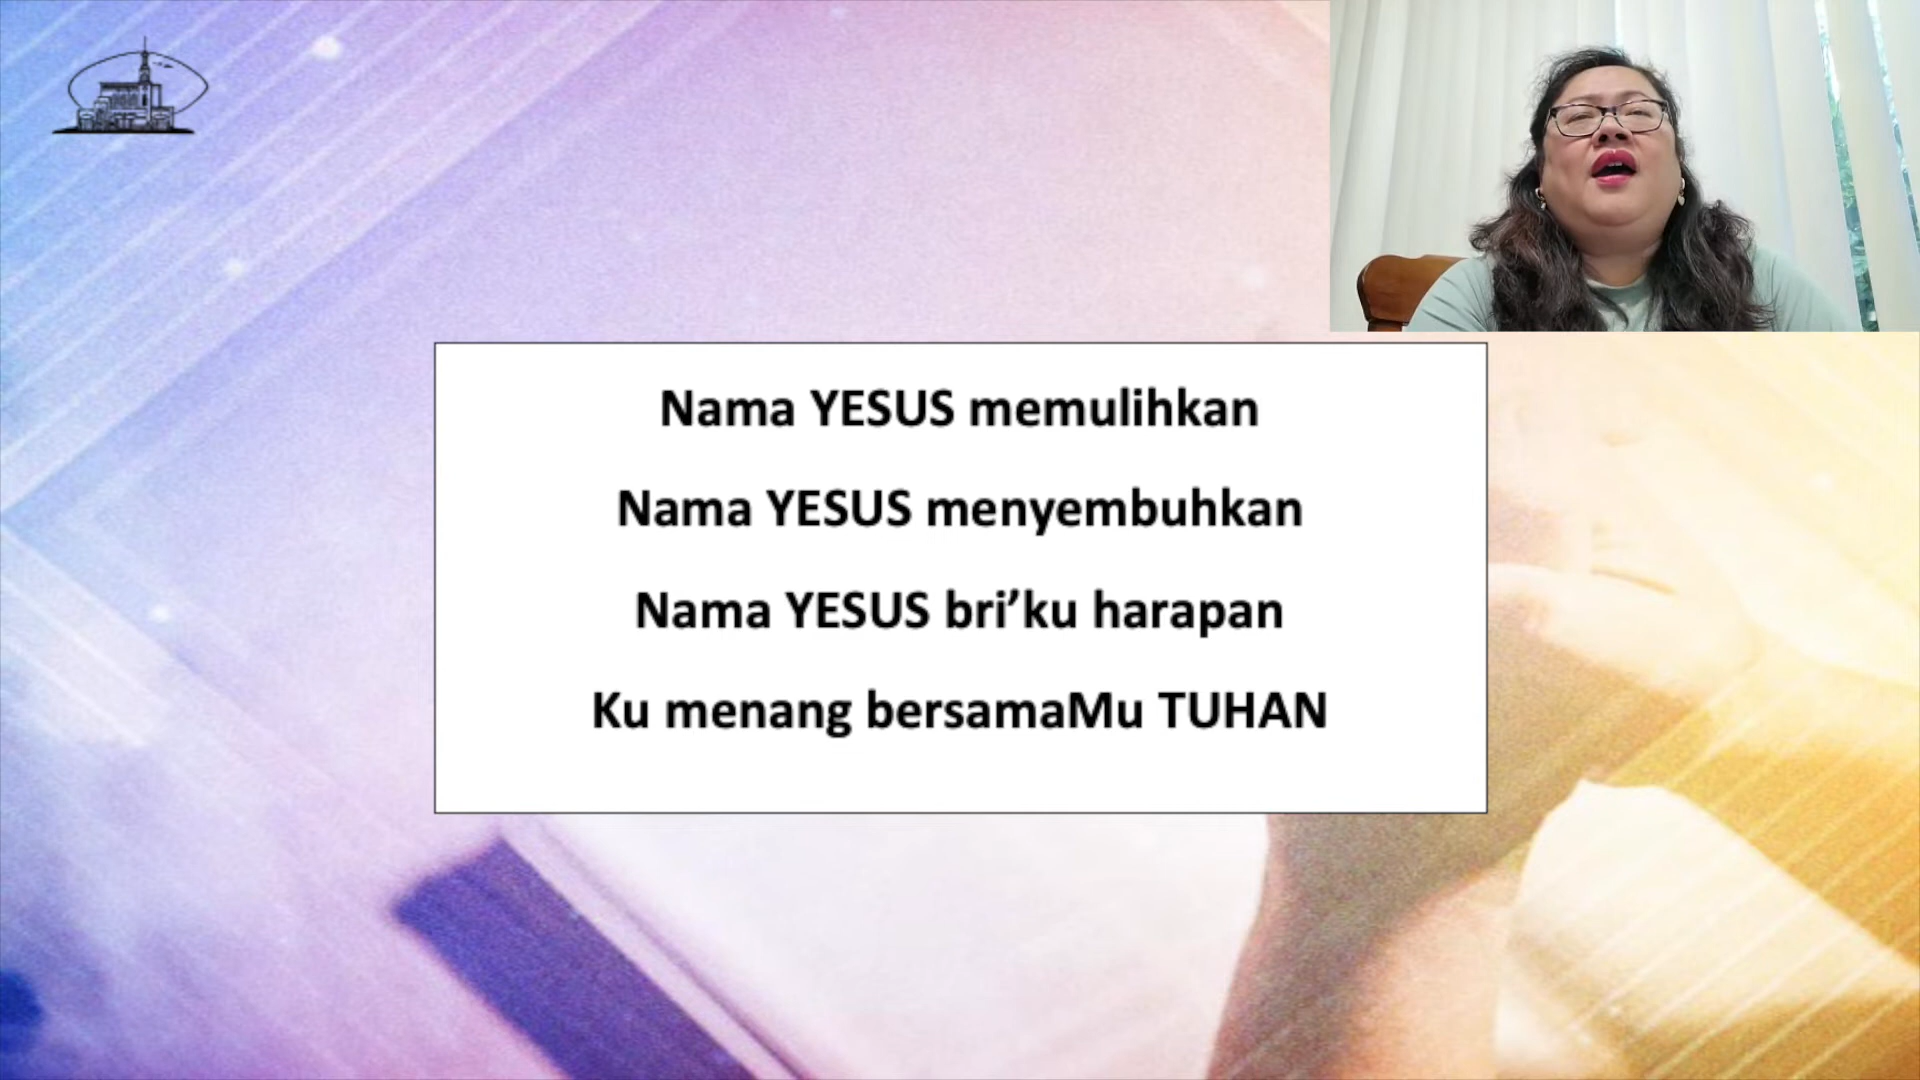 Nama YESUS memulihkan
Nama YESUS menyembuhkan
Nama YESUS bri’ku harapan
Ku menang bersamaMu TUHAN